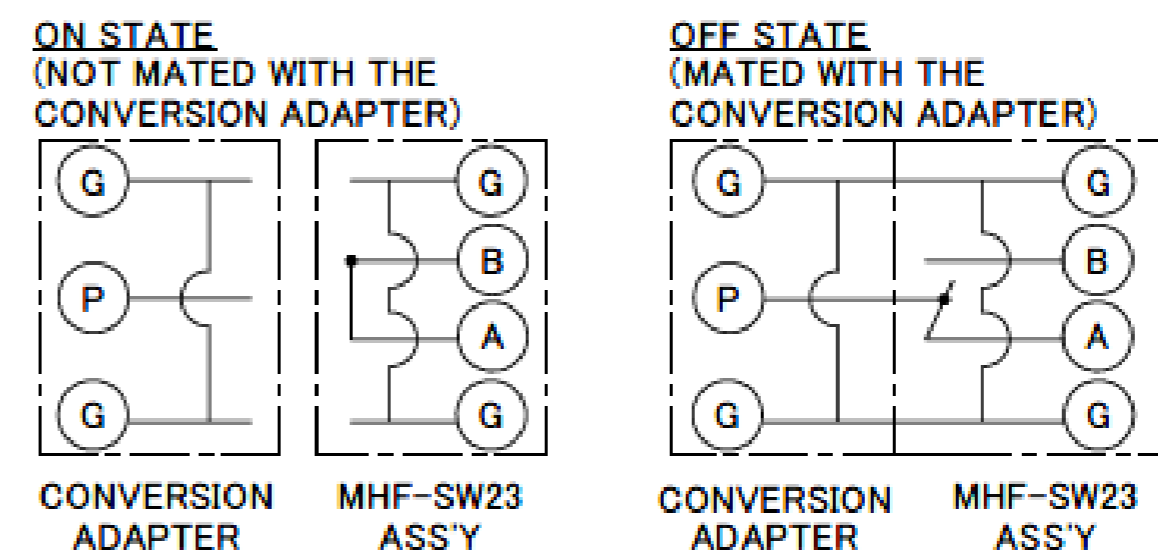 ON STATE
(NOT MATED WITH THE
CONVERSION ADAPTER)
G
P
G
G
B
A
G
CONVERSION
ADAPTER
MHF-SW23
ASS'Y
OFF STATE
(MATED WITH THE
CONVERSION ADAPTER)
G
P
G
G
B
A
G
CONVERSION
ADAPTER
MHF-SW23
ASS'Y